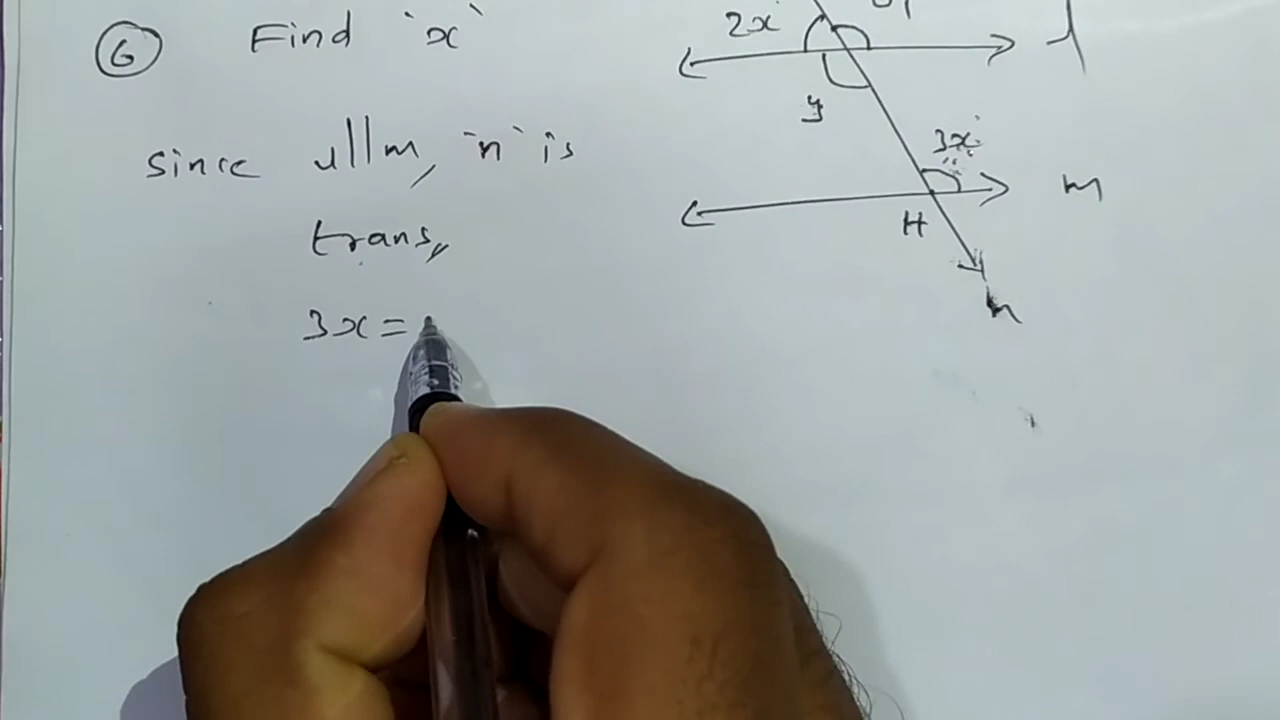 6 Find `x`
since l||m, `n` is
trans,,
3x =
2x
l
y
3x°
m
H
n